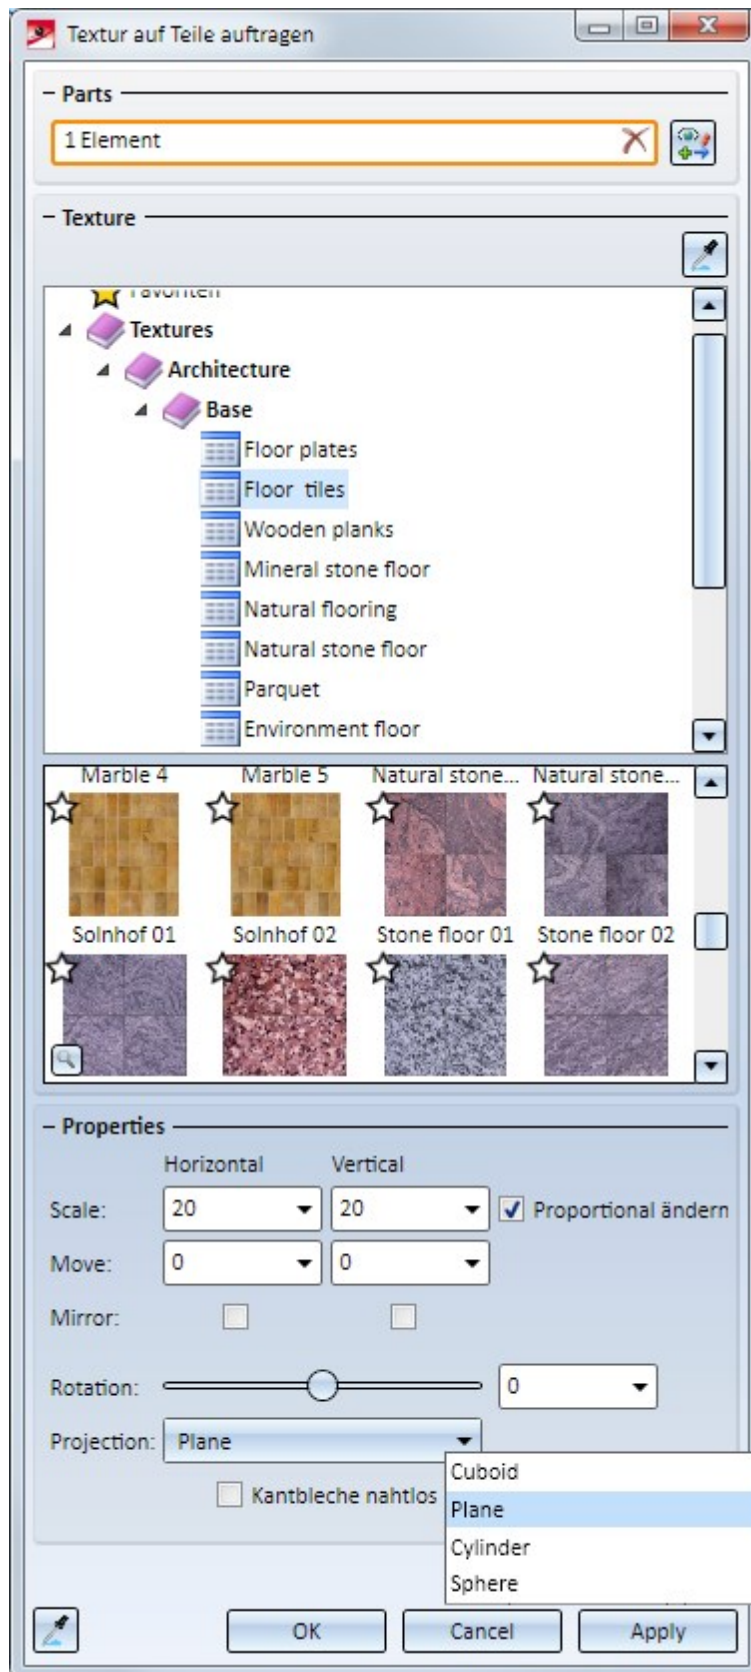 Textur auf Teile auftragen
Parts
1 Element
Texture
Favoriten
Textures
Architecture
Base
Floor plates
Floor tiles
Wooden planks
Mineral stone floor
Natural flooring
Natural stone floor
Parquet
Environment floor
Marble 4 Marble 5 Natural stone... Natural stone...
Solnhof 01 Solnhof 02 Stone floor 01 Stone floor 02
Properties
Horizontal Vertical
Scale: 20 20 Proportional ändern
Move: 0 0
Mirror:
Rotation: 0
Projection: Plane
Cuboid
Kantbleche nahtlos
Plane
Cylinder
Sphere
OK Cancel Apply